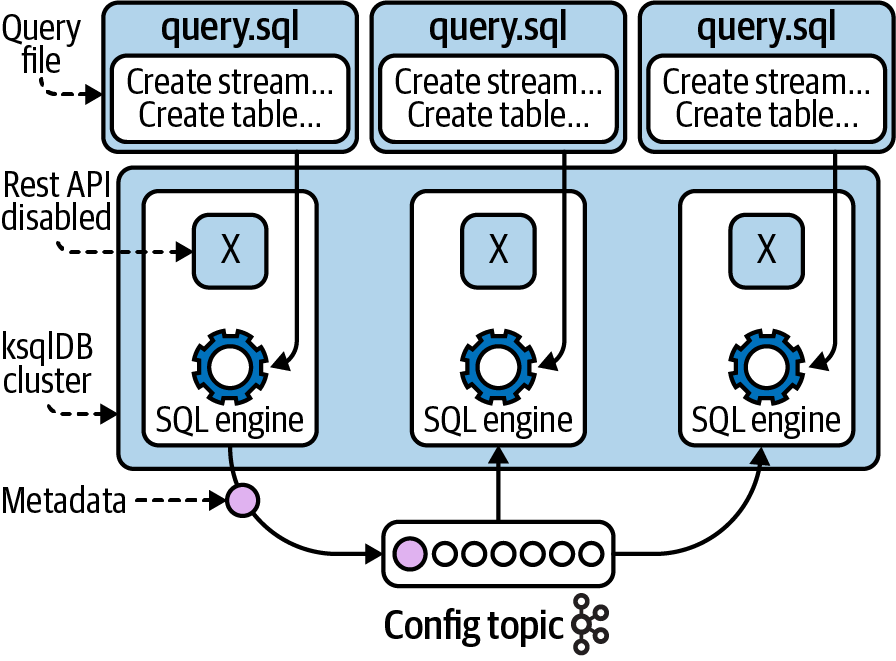 Query
file
query.sql
Create stream...
Create table...
query.sql
Create stream...
Create table...
query.sql
Create stream...
Create table...
Rest API
disabled
X
X
X
ksqlDB
cluster
SQL engine
SQL engine
SQL engine
Metadata
Config topic